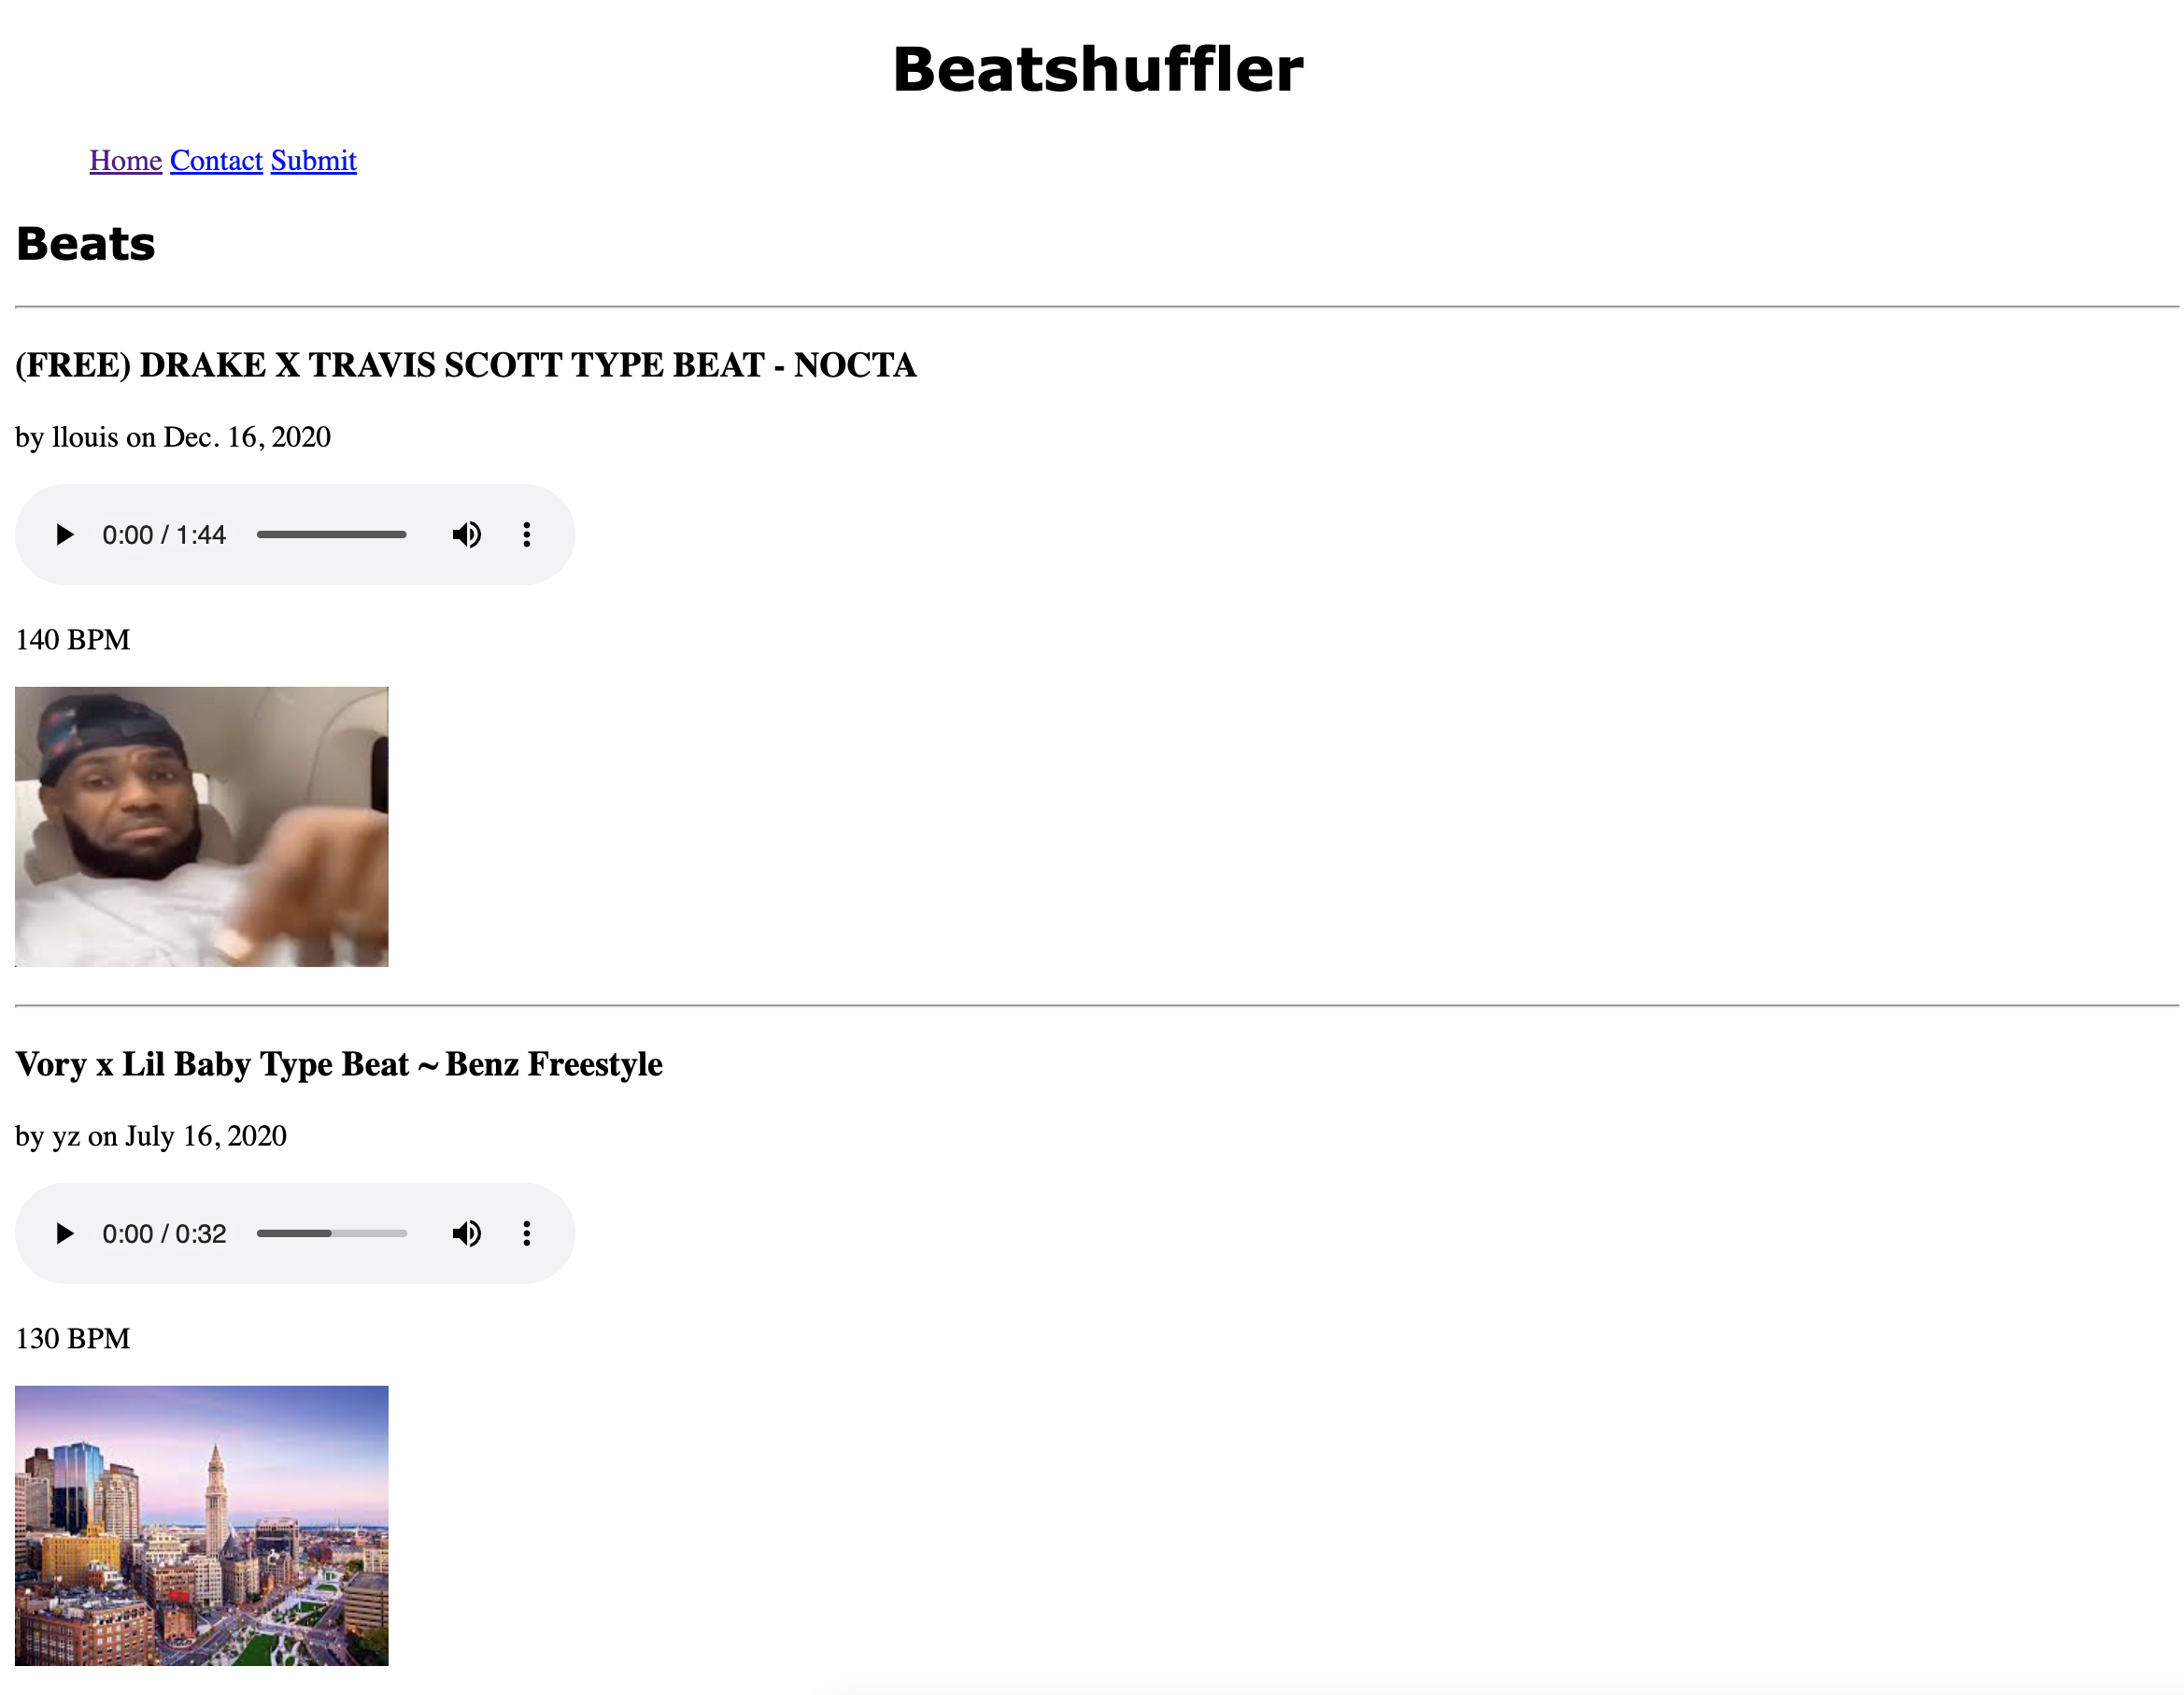 Beatshuffler
Home Contact Submit
Beats
(FREE) DRAKE X TRAVIS SCOTT TYPE BEAT - NOCTA
by llouis on Dec. 16, 2020
0:00 / 1:44
140 BPM
Vory x Lil Baby Type Beat ~ Benz Freestyle
by yz on July 16, 2020
0:00 / 0:32
130 BPM